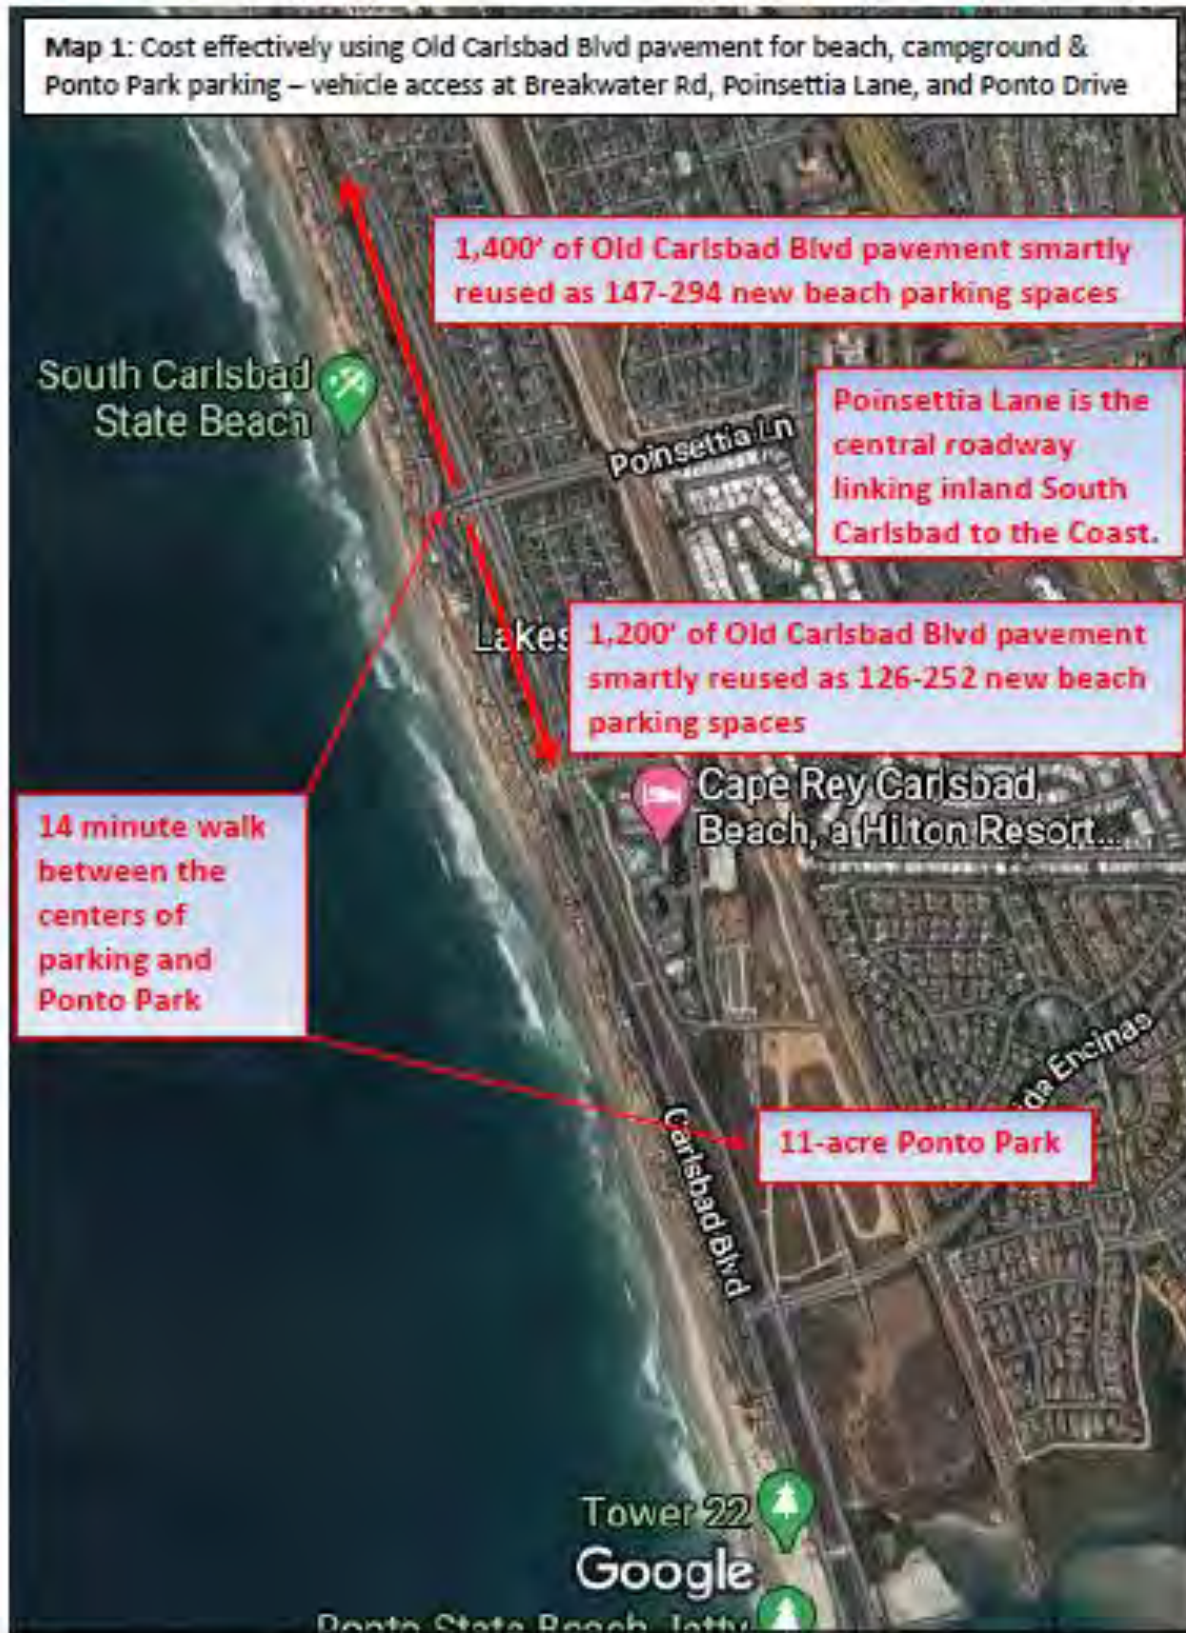 Map 1: Cost effectively using Old Carlsbad Blvd pavement for beach, campground &
Ponto Park parking – vehicle access at Breakwater Rd, Poinsettia Lane, and Ponto Drive
1,400' of Old Carlsbad Blvd pavement smartly
reused as 147-294 new beach parking spaces
South Carlsbad
State Beach
Poinsettia Ln
Poinsettia Lane is the
central roadway
linking inland South
Carlsbad to the Coast.
Lakes
1,200' of Old Carlsbad Blvd pavement
smartly reused as 126-252 new beach
parking spaces
Cape Rey Carlsbad
Beach, a Hilton Resort...
14 minute walk
between the
centers of
parking and
Ponto Park
da Encinas
11-acre Ponto Park
Carlsbad Blvd
Tower 22
Google
Ponto State Beach Jetty